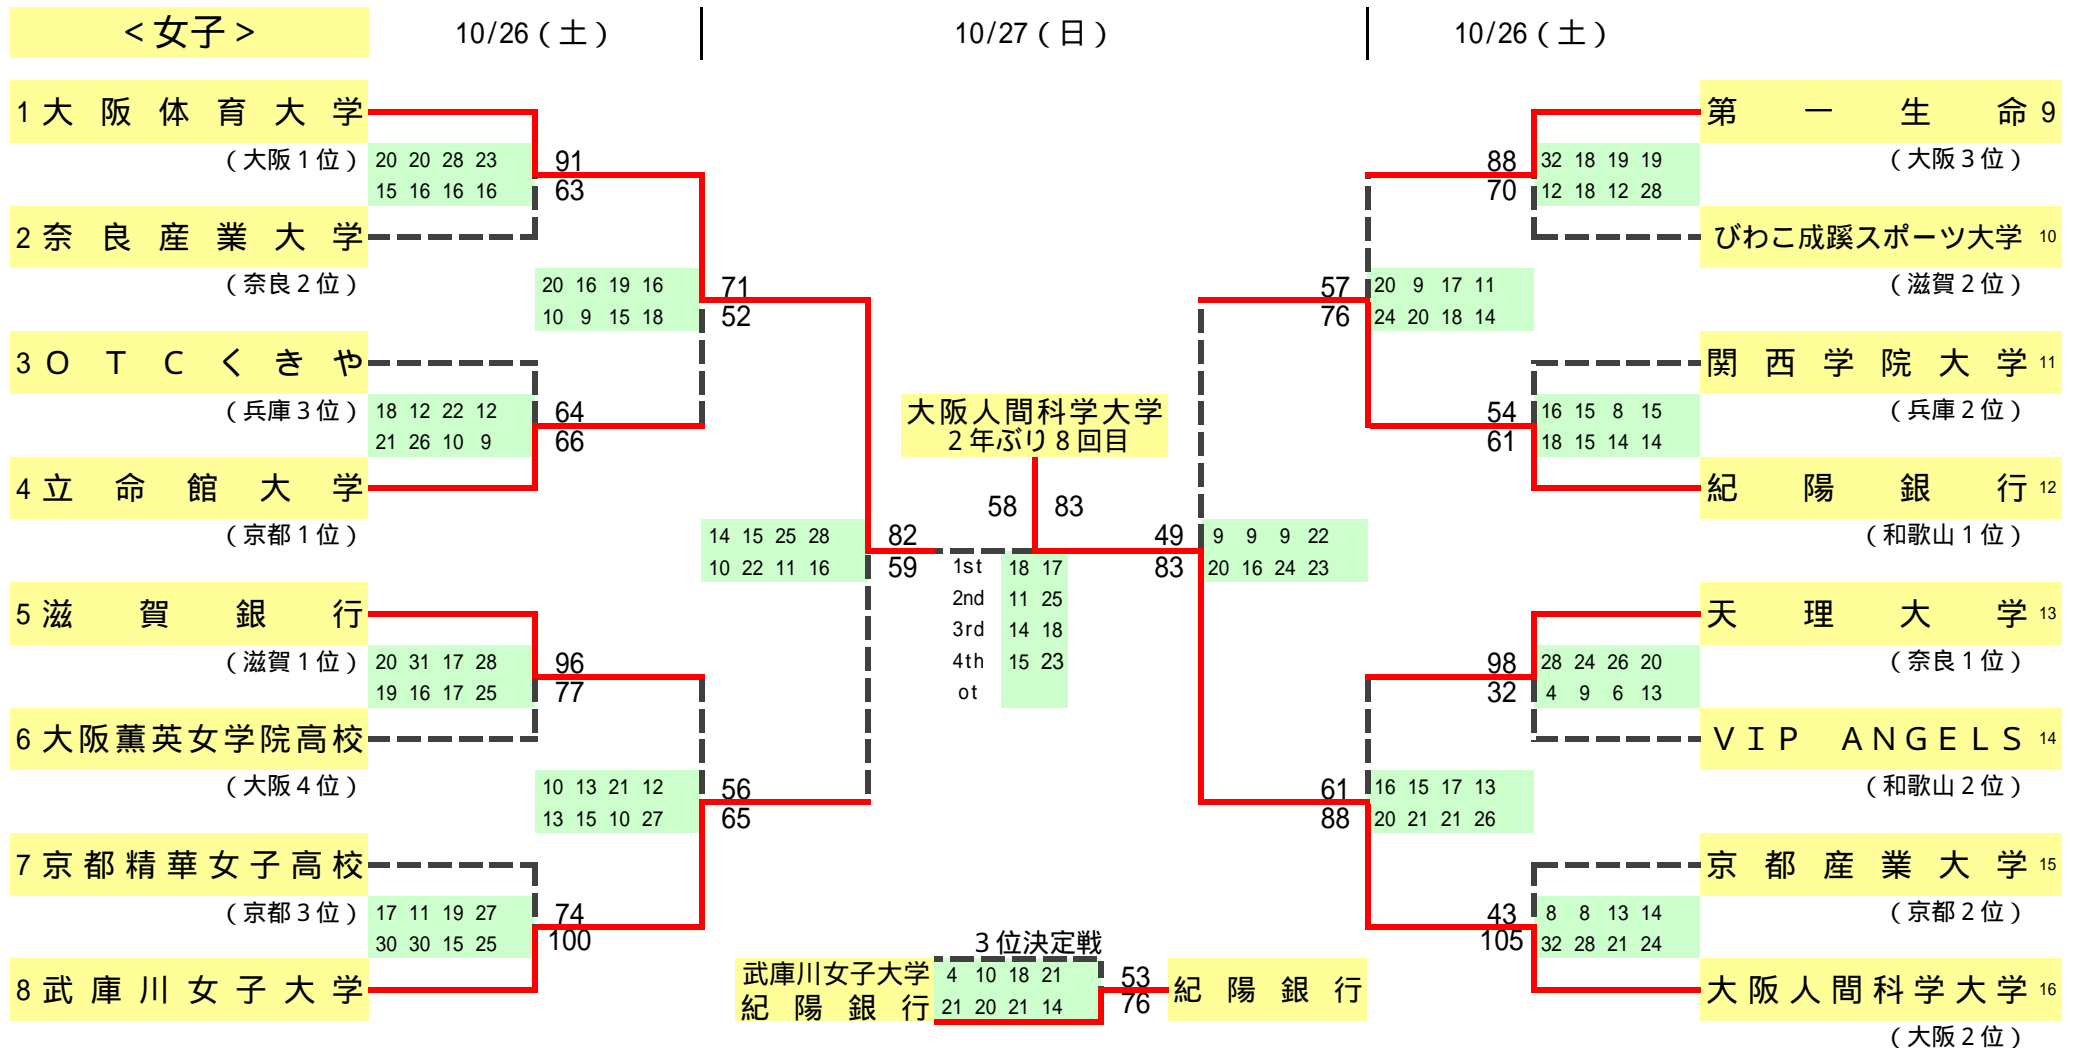 <女子>
10/26(土)
10/27(日)
10/26(土)
1 大阪体育大学
(大阪1位)
20 20 28 23
15 16 16 16
91
63
2 奈良産業大学
(奈良2位)
20 16 19 16
10 9 15 18
71
52
3 OTCくきや
(兵庫3位)
18 12 22 12
21 26 10 9
64
66
4 立命館大学
(京都1位)
14 15 25 28
10 22 11 16
82
59
5 滋賀銀行
(滋賀1位)
20 31 17 28
19 16 17 25
96
77
6 大阪薫英女学院高校
(大阪4位)
10 13 21 12
13 15 10 27
56
65
7 京都精華女子高校
(京都3位)
17 11 19 27
30 30 15 25
74
100
8 武庫川女子大学
大阪人間科学大学
2年ぶり8回目
58 83
1st 18 17
2nd 11 25
3rd 14 18
4th 15 23
ot
3位決定戦
武庫川女子大学 4 10 18 21 53
紀陽銀行 21 20 21 14 76
紀陽銀行
第一生命 9
(大阪3位)
88
70
32 18 19 19
12 18 12 28
びわこ成蹊スポーツ大学 10
(滋賀2位)
57
76
20 9 17 11
24 20 18 14
関西学院大学 11
(兵庫2位)
54
61
16 15 8 15
18 15 14 14
紀陽銀行 12
(和歌山1位)
49
83
9 9 9 22
20 16 24 23
天理大学 13
(奈良1位)
98
32
28 24 26 20
4 9 6 13
VIP ANGELS 14
(和歌山2位)
61
88
16 15 17 13
20 21 21 26
京都産業大学 15
(京都2位)
43
105
8 8 13 14
32 28 21 24
大阪人間科学大学 16
(大阪2位)